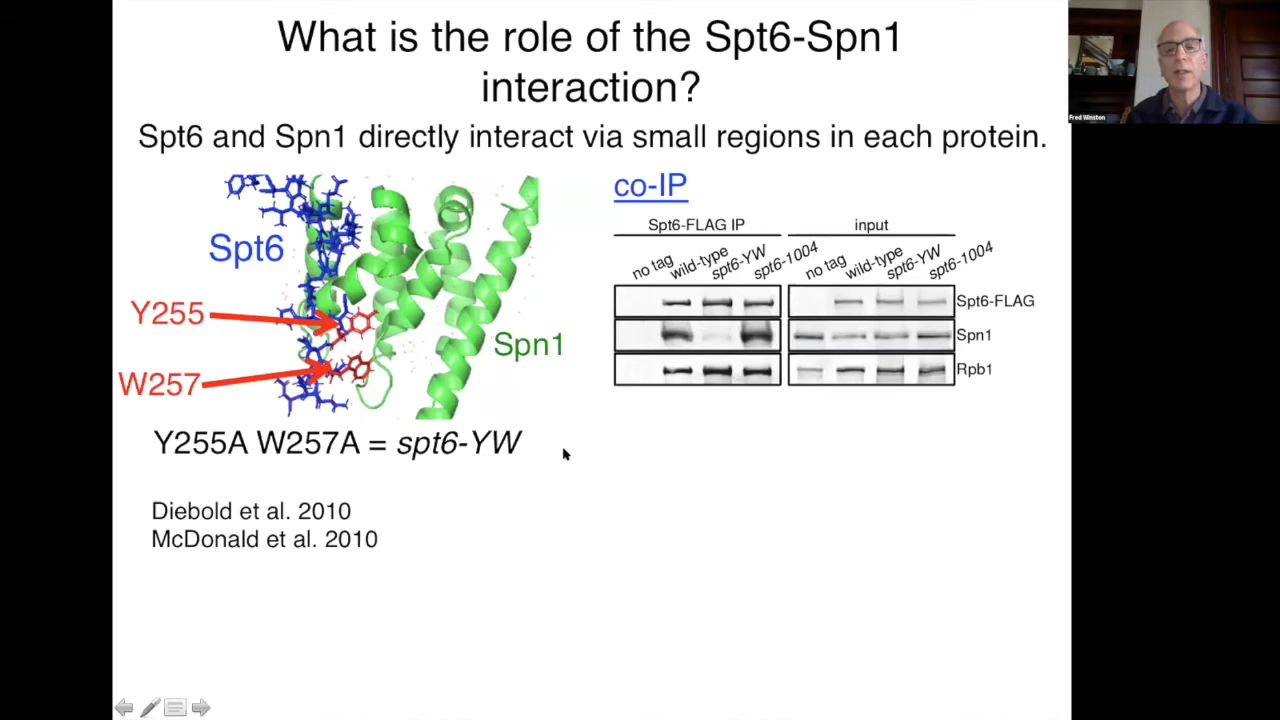 What is the role of the Spt6-Spn1
interaction?
Spt6 and Spn1 directly interact via small regions in each protein.
Spt6
Y255
W257
Spn1
Y255A W257A = spt6-YW
Diebold et al. 2010
McDonald et al. 2010
co-IP
Spt6-FLAG IP
input
no tag
wild-type
spt6-YW
spt6-1004
no tag
wild-type
spt6-YW
spt6-1004
Spt6-FLAG
Spn1
Rpb1
Fred Winston